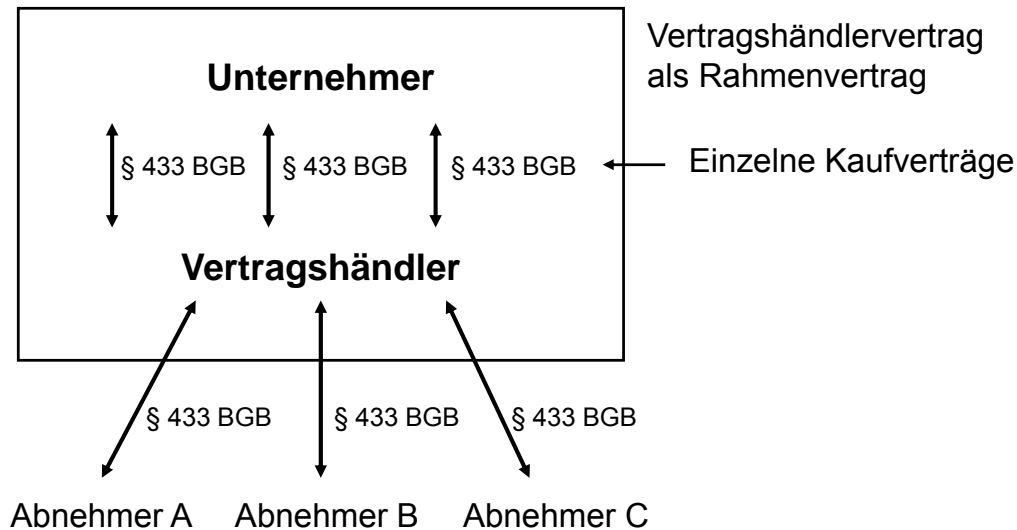 Vertragshändlervertrag
als Rahmenvertrag
Unternehmer
§ 433 BGB
§ 433 BGB
§ 433 BGB
Einzelne Kaufverträge
Vertragshändler
§ 433 BGB
§ 433 BGB
§ 433 BGB
Abnehmer A
Abnehmer B
Abnehmer C